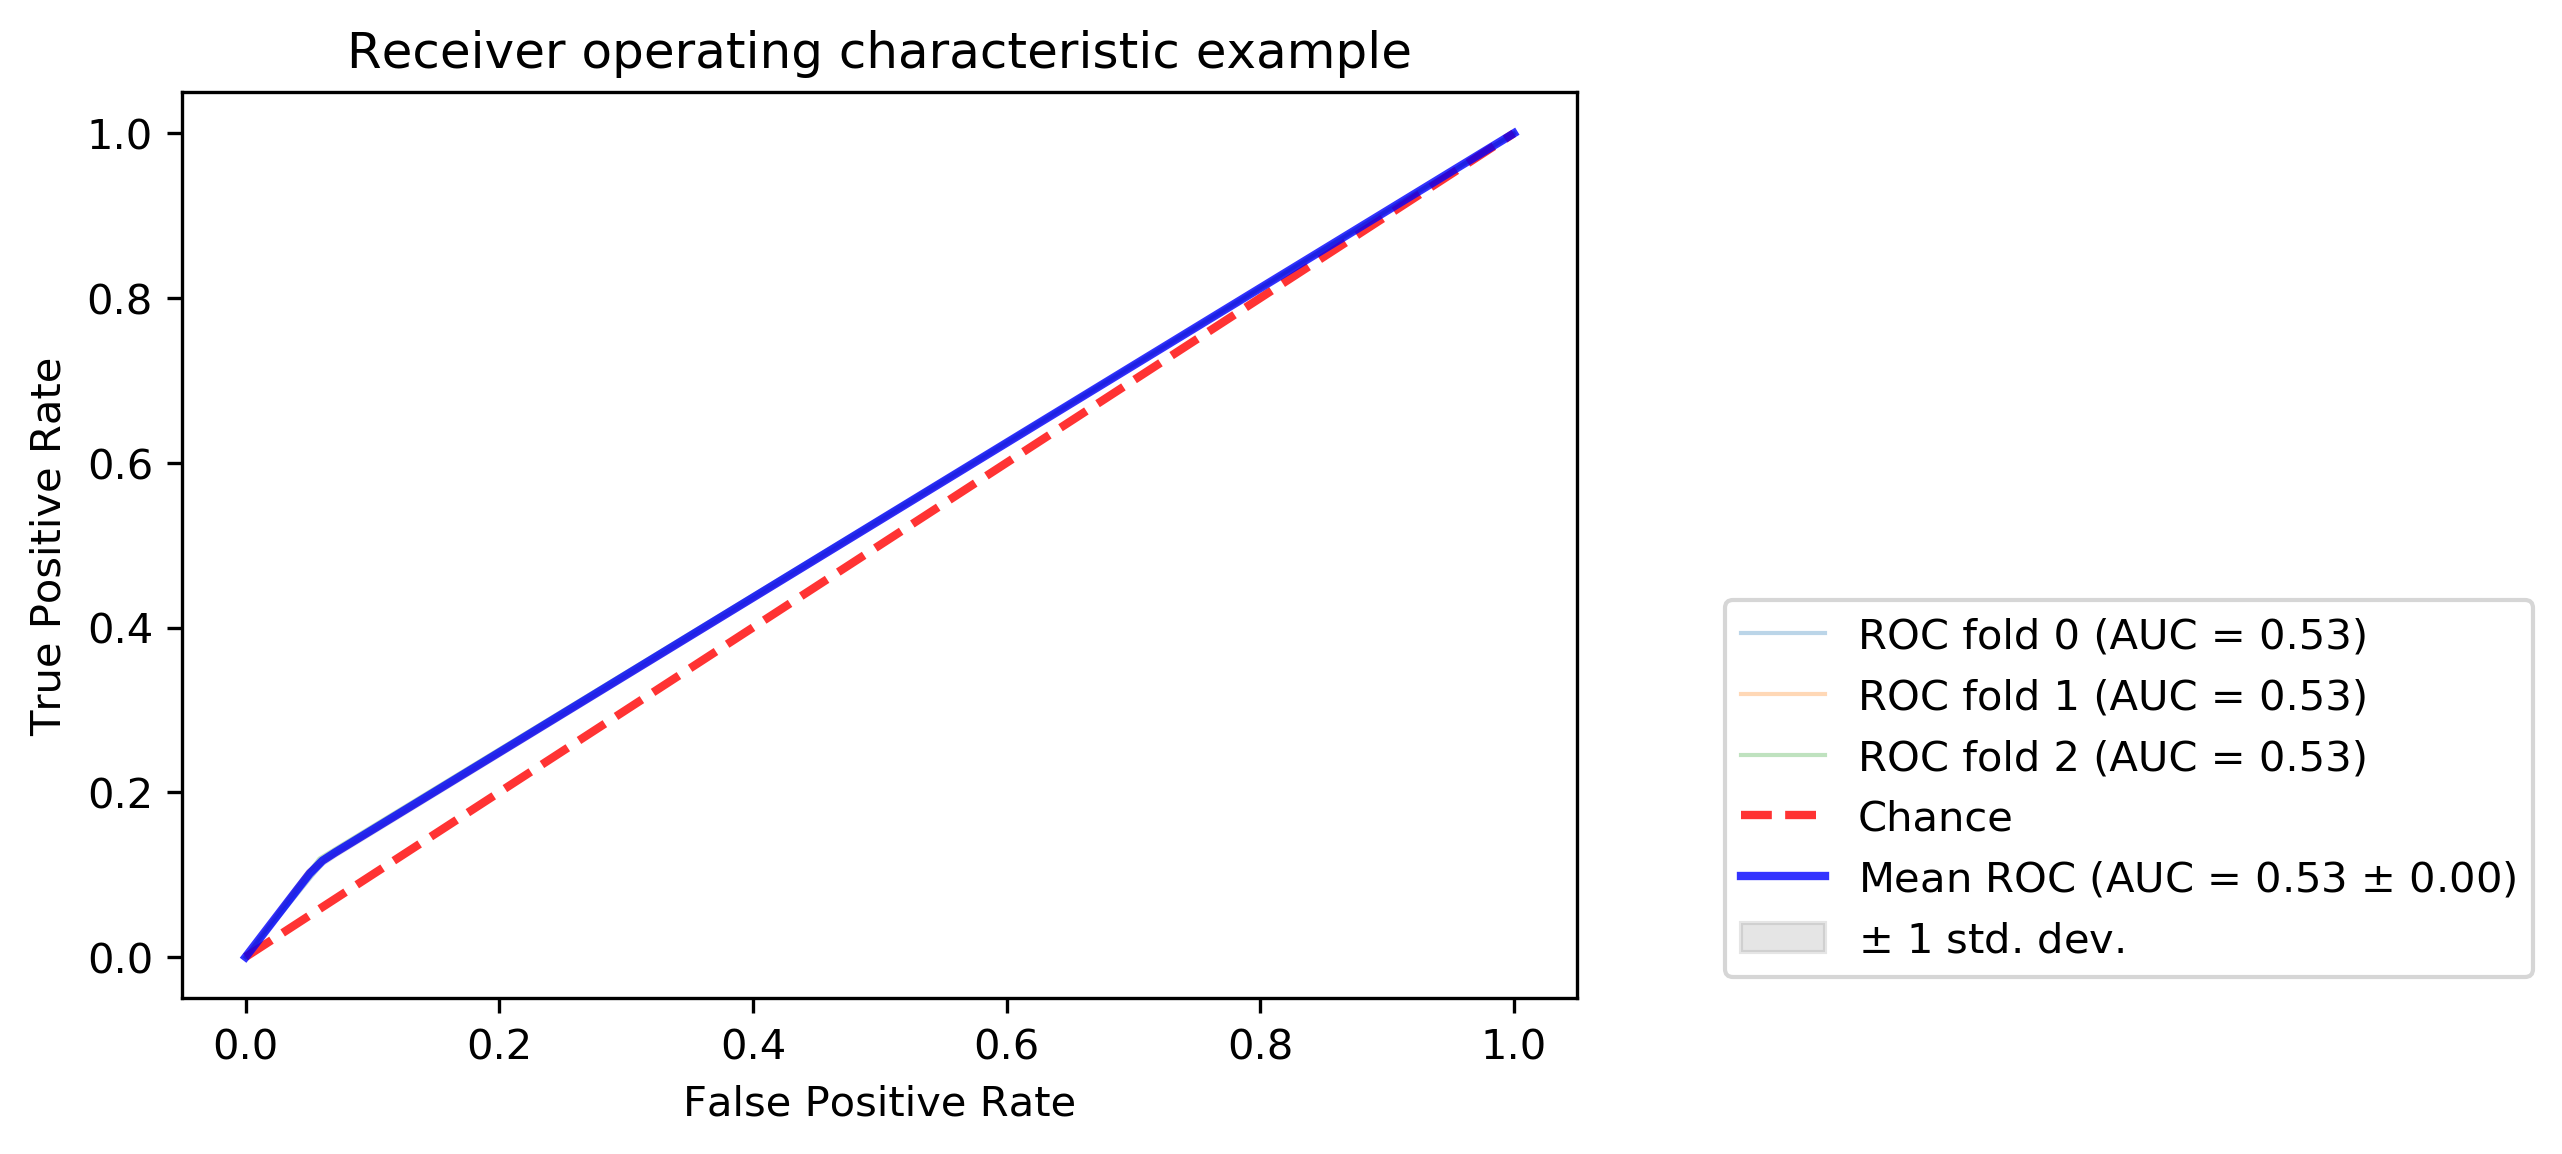 Receiver operating characteristic example
True Positive Rate
1.0
0.8
0.6
0.4
0.2
0.0
0.0 0.2 0.4 0.6 0.8 1.0
False Positive Rate
ROC fold 0 (AUC = 0.53)
ROC fold 1 (AUC = 0.53)
ROC fold 2 (AUC = 0.53)
Chance
Mean ROC (AUC = 0.53 ± 0.00)
± 1 std. dev.